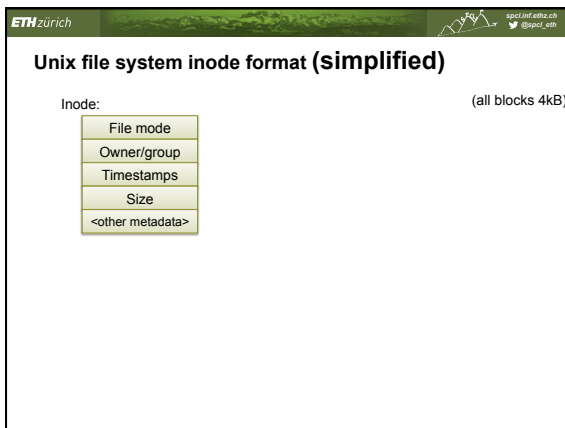 ETH zürich
spcl.inf.ethz.ch
@spcl_eth
Unix file system inode format (simplified)
Inode:
(all blocks 4kB)
File mode
Owner/group
Timestamps
Size
<other metadata>